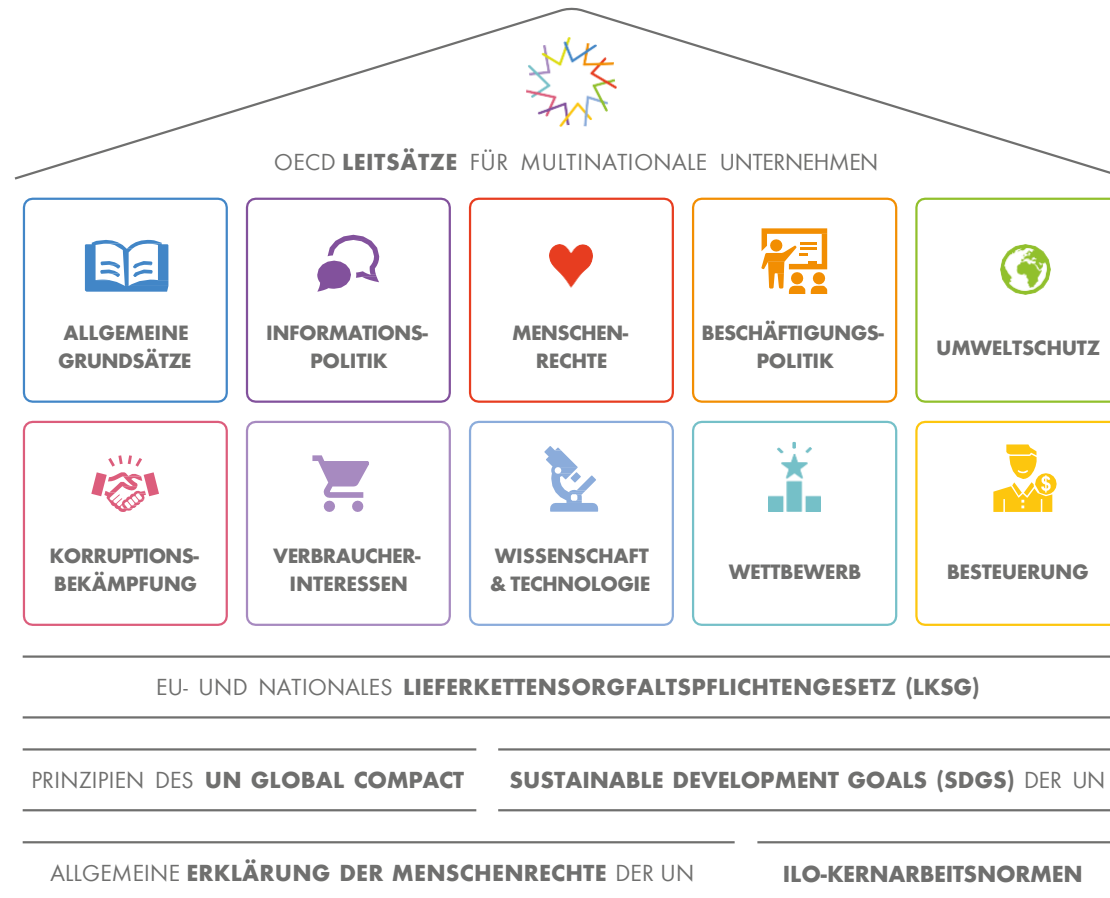 OECD LEITSÄTZE FÜR MULTINATIONALE UNTERNEHMEN
ALLGEMEINE
GRUNDSÄTZE
INFORMATIONS-
POLITIK
MENSCHEN-
RECHTE
BESCHÄFTIGUNGS-
POLITIK
UMWELTSCHUTZ
KORRUPTIONS-
BEKÄMPFUNG
VERBRAUCHER-
INTERESSEN
WISSENSCHAFT
& TECHNOLOGIE
WETTBEWERB
$
BESTEUERUNG
EU- UND NATIONALES LIEFERKETTENSORGFALTSPFLICHTENGESETZ (LKSG)
PRINZIPIEN DES UN GLOBAL COMPACT
SUSTAINABLE DEVELOPMENT GOALS (SDGS) DER UN
ALLGEMEINE ERKLÄRUNG DER MENSCHENRECHTE DER UN
ILO-KERNARBEITSNORMEN